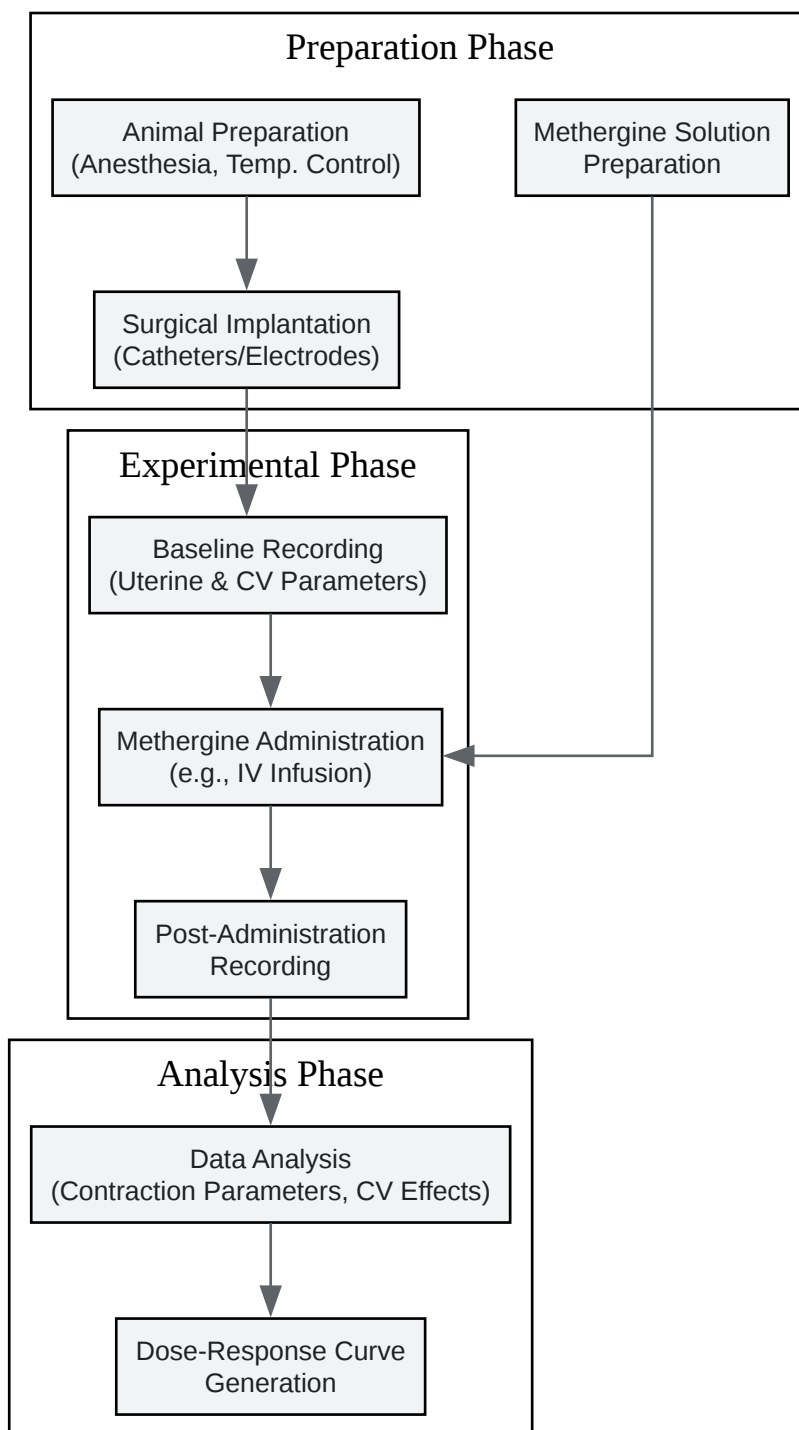 Preparation Phase
Animal Preparation
(Anesthesia, Temp. Control)
Methergine Solution
Preparation
Surgical Implantation
(Catheters/Electrodes)
Experimental Phase
Baseline Recording
(Uterine & CV Parameters)
Methergine Administration
(e.g., IV Infusion)
Post-Administration
Recording
Analysis Phase
Data Analysis
(Contraction Parameters, CV Effects)
Dose-Response Curve
Generation